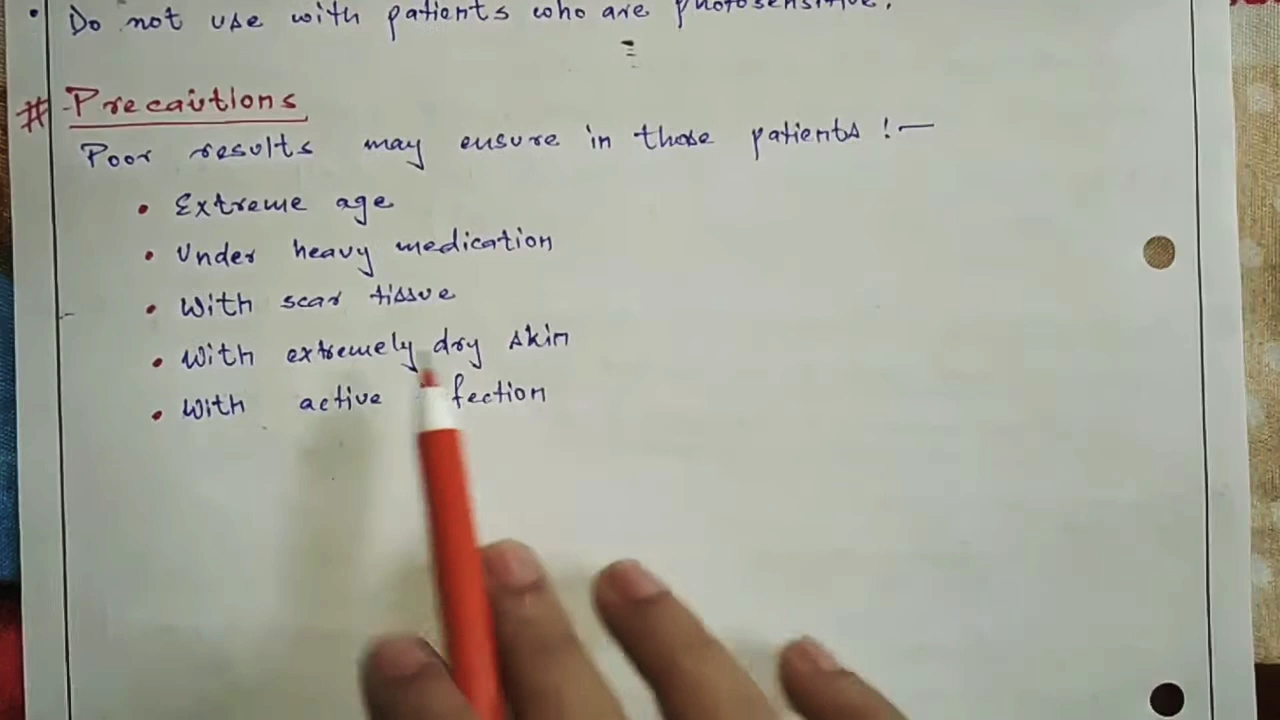 • Do not use with patients who are photosensitive.
# Precautions
Poor results may ensure in those patients :—
• Extreme age
• Under heavy medication
• With scar tissue
• With extremely dry skin
• With active fection